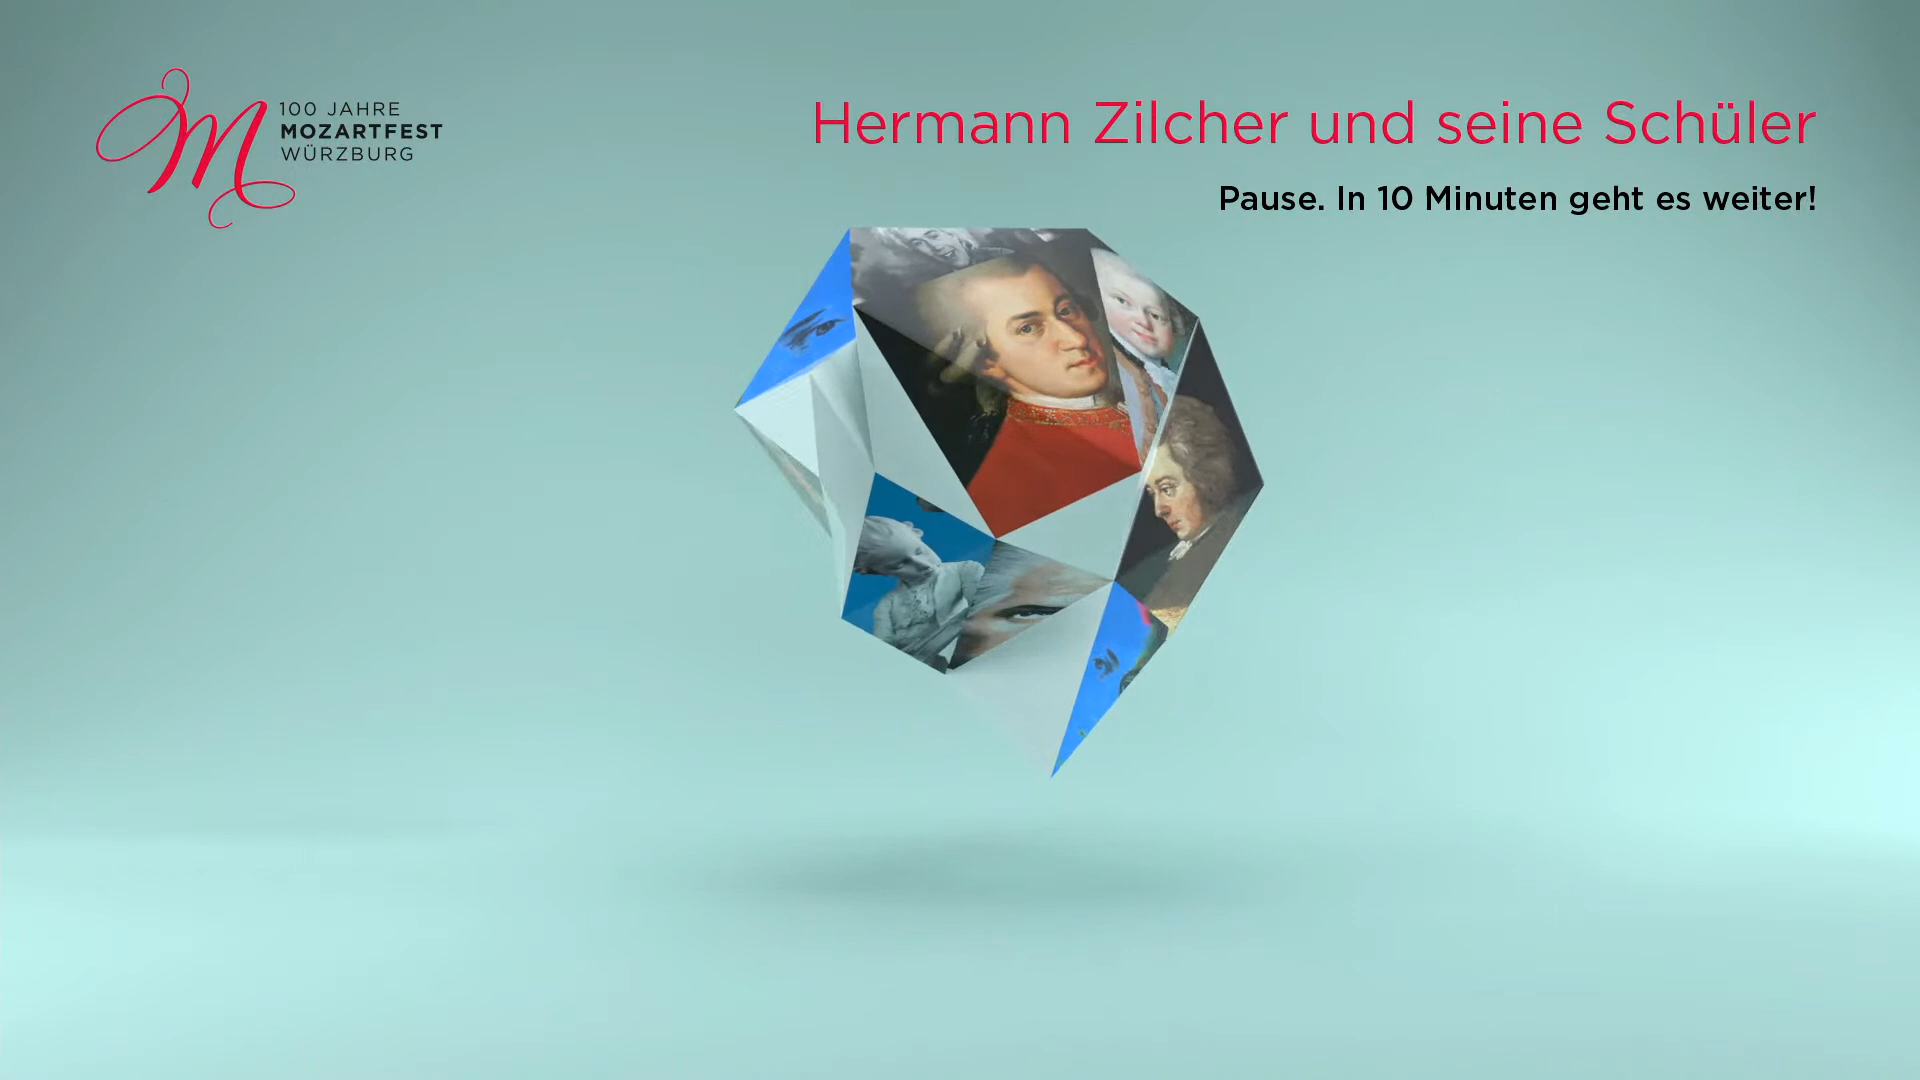 100 JAHRE
MOZARTFEST
WÜRZBURG
Hermann Zilcher und seine Schüler
Pause. In 10 Minuten geht es weiter!